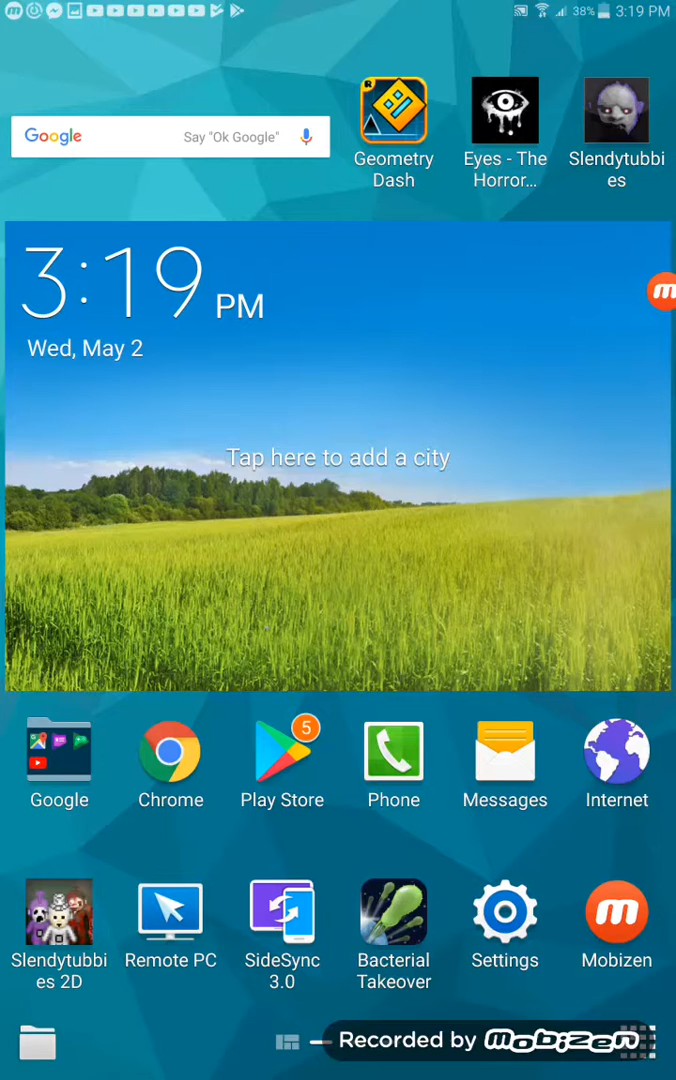 38% 3:19 PM
Google Say "Ok Google"
Geometry
Dash
Eyes - The
Horror...
Slendytubbi
es
3:19 PM
Wed, May 2
Tap here to add a city
5
Google
Chrome
Play Store
Phone
Messages
Internet
Slendytubbi
es 2D
Remote PC
SideSync
3.0
Bacterial
Takeover
Settings
Mobizen
Recorded by mobizen